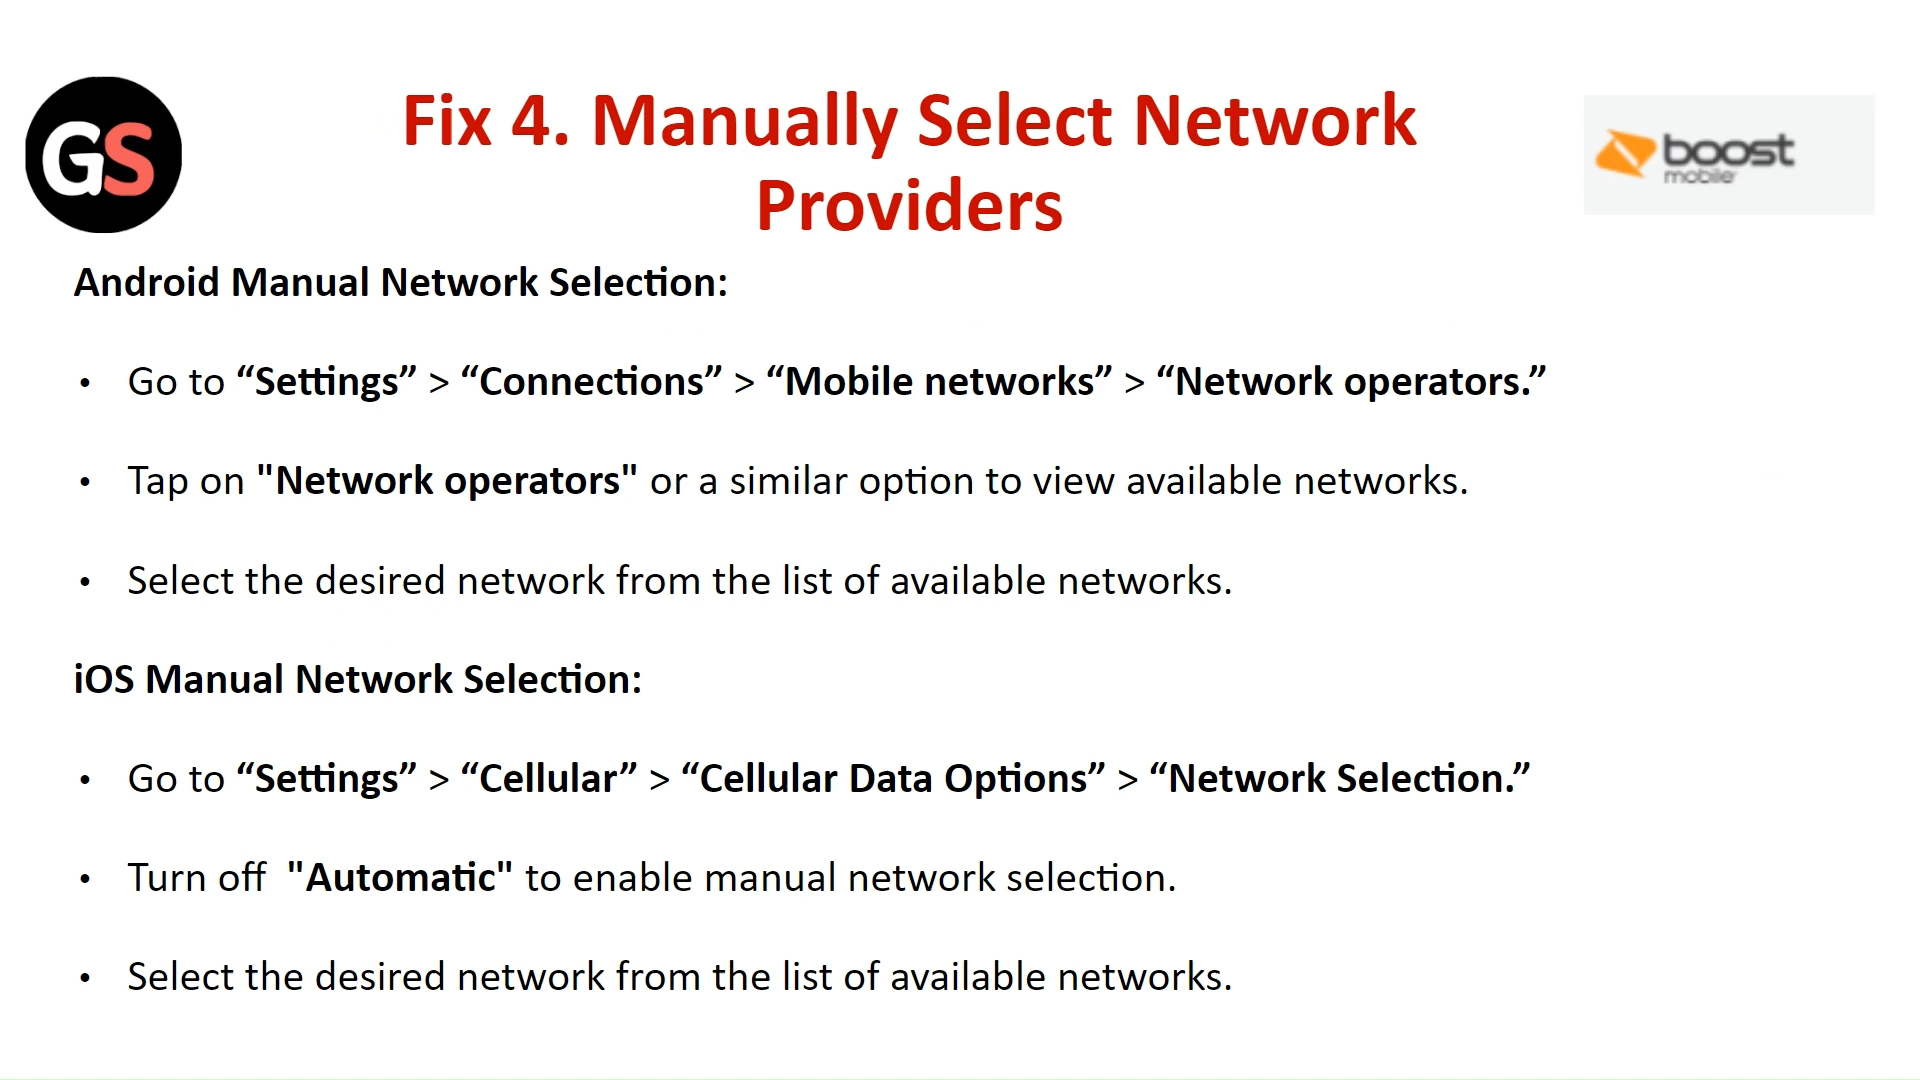 GS
Fix 4. Manually Select Network
Providers
boost
mobile
Android Manual Network Selection:
• Go to “Settings” > “Connections” > “Mobile networks” > “Network operators.”
• Tap on "Network operators" or a similar option to view available networks.
• Select the desired network from the list of available networks.
iOS Manual Network Selection:
• Go to “Settings” > “Cellular” > “Cellular Data Options” > “Network Selection.”
• Turn off  "Automatic" to enable manual network selection.
• Select the desired network from the list of available networks.